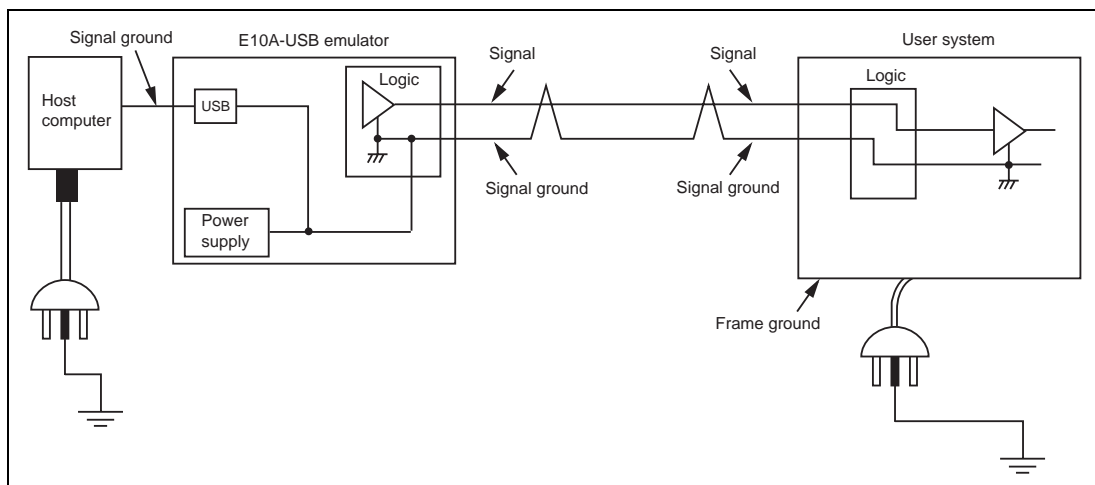 Signal ground
E10A-USB emulator
Signal
Signal
User system
Host
computer
USB
Logic
Logic
Signal ground
Signal ground
Power
supply
Frame ground